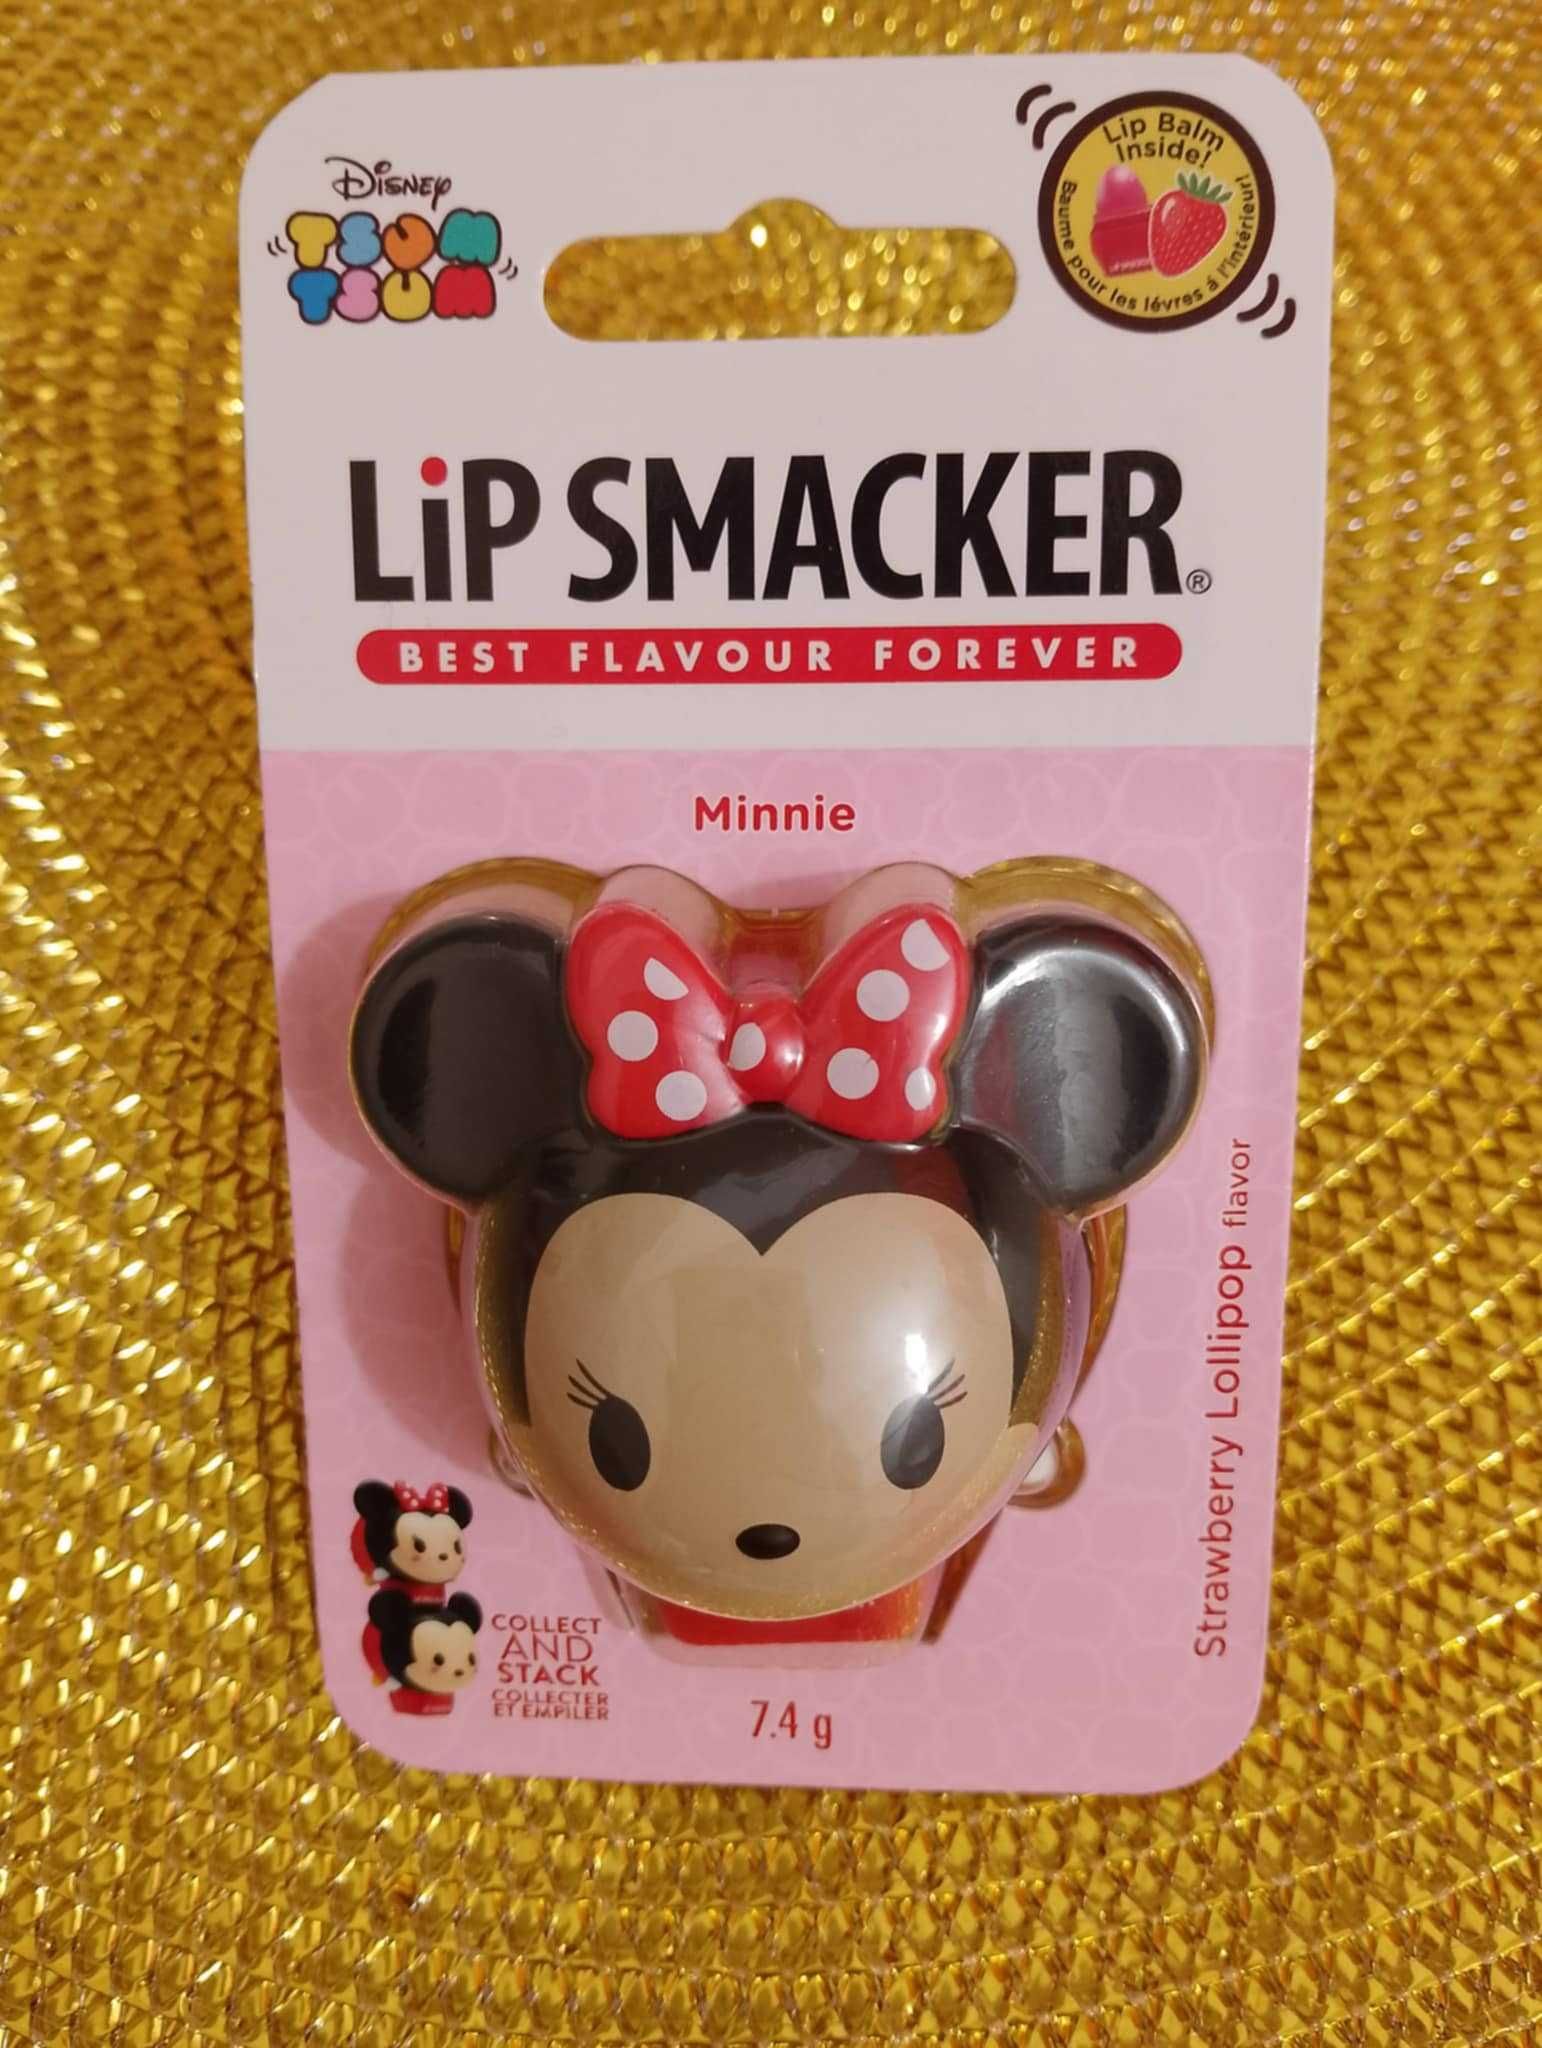 Disney
TSUM
TSUM
Lip Balm
Inside!
Baume pour les lévres á l'intérieur!
LiP SMACKER®
BEST FLAVOUR FOREVER
Minnie
Strawberry Lollipop flavor
COLLECT
AND
STACK
COLLECTER
ET EMPILER
7.4 g